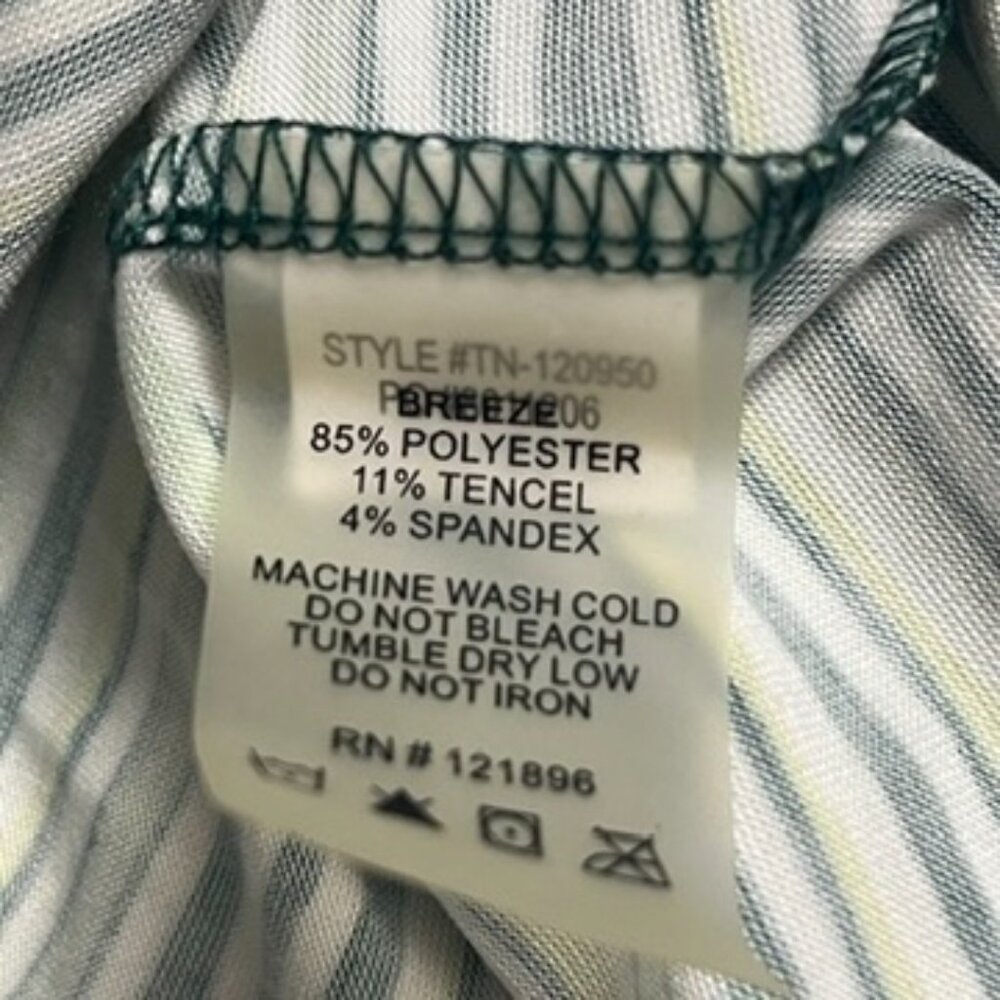 STYLE #TN-120950
BREEZE
85% POLYESTER
11% TENCEL
4% SPANDEX
MACHINE WASH COLD
DO NOT BLEACH
TUMBLE DRY LOW
DO NOT IRON
RN # 121896